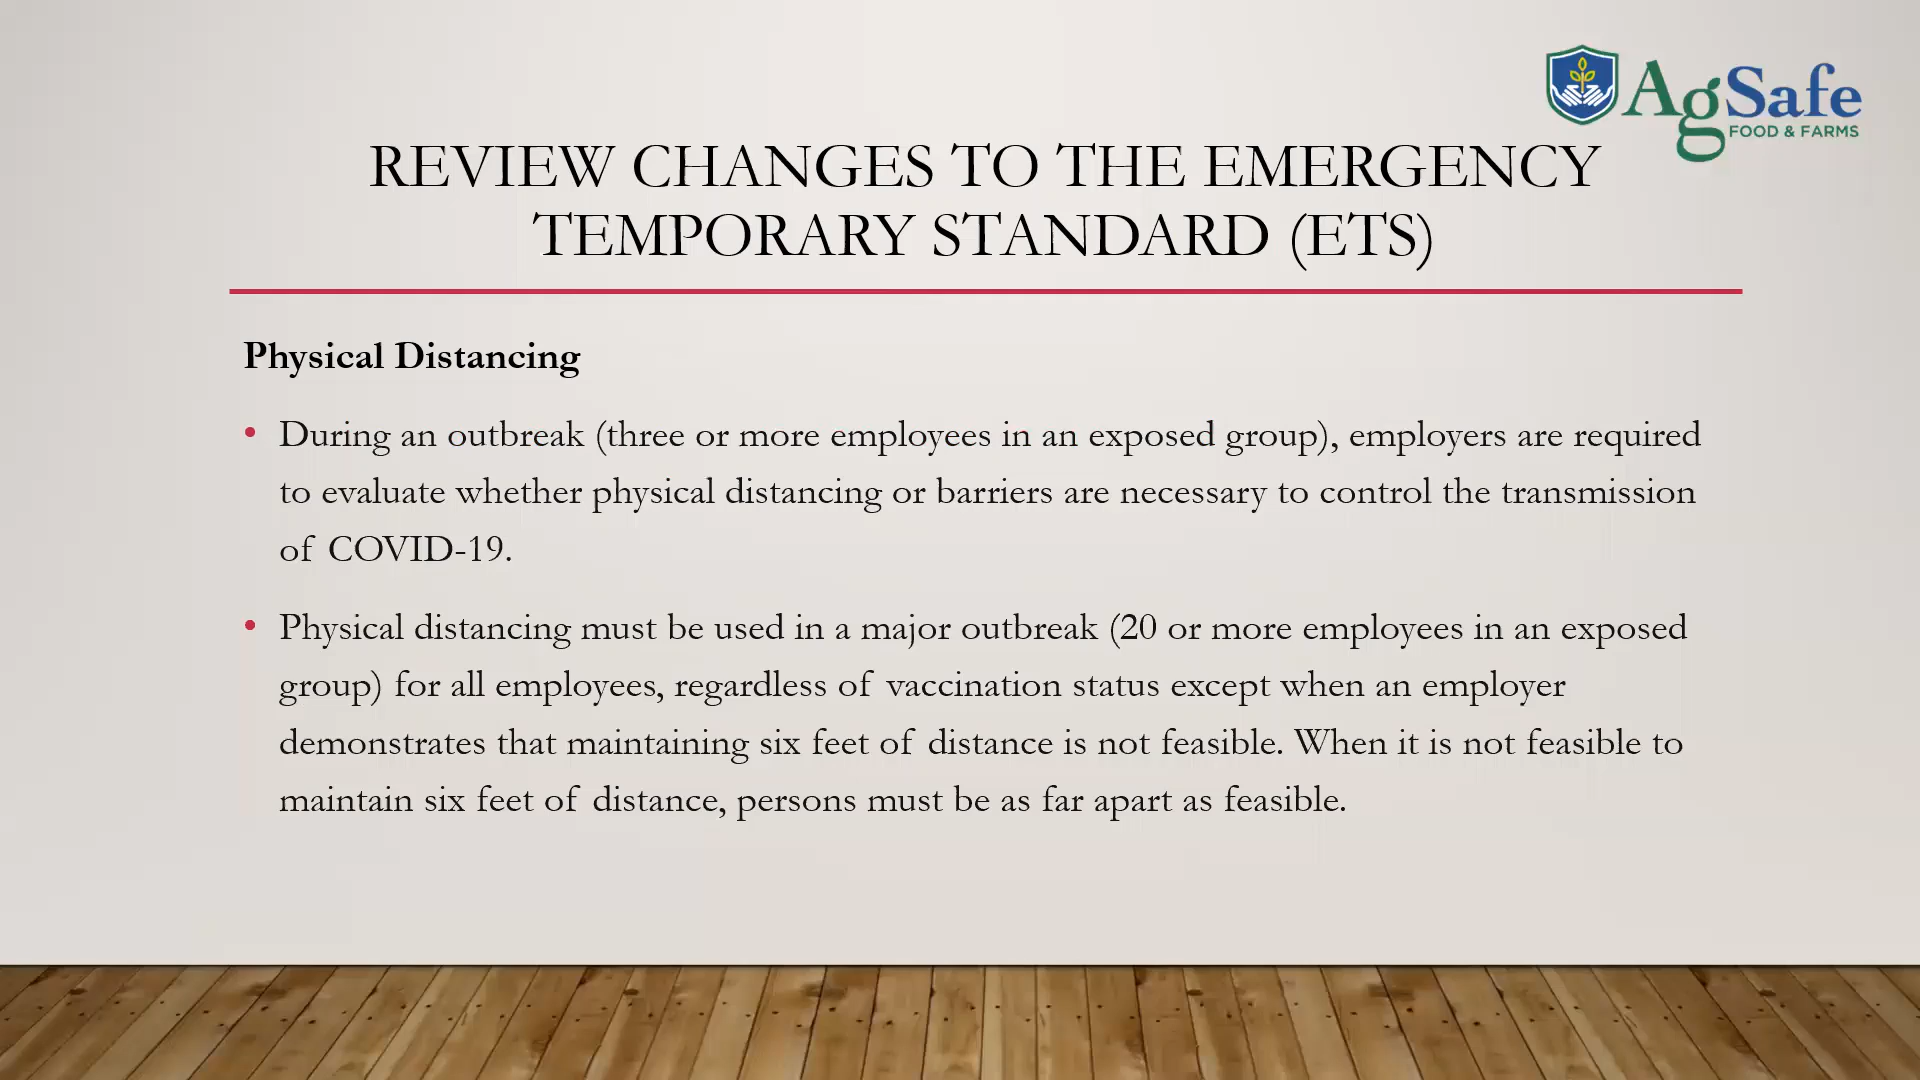 AgSafe
FOOD & FARMS
REVIEW CHANGES TO THE EMERGENCY
TEMPORARY STANDARD (ETS)
Physical Distancing
• During an outbreak (three or more employees in an exposed group), employers are required
to evaluate whether physical distancing or barriers are necessary to control the transmission
of COVID-19.
• Physical distancing must be used in a major outbreak (20 or more employees in an exposed
group) for all employees, regardless of vaccination status except when an employer
demonstrates that maintaining six feet of distance is not feasible. When it is not feasible to
maintain six feet of distance, persons must be as far apart as feasible.